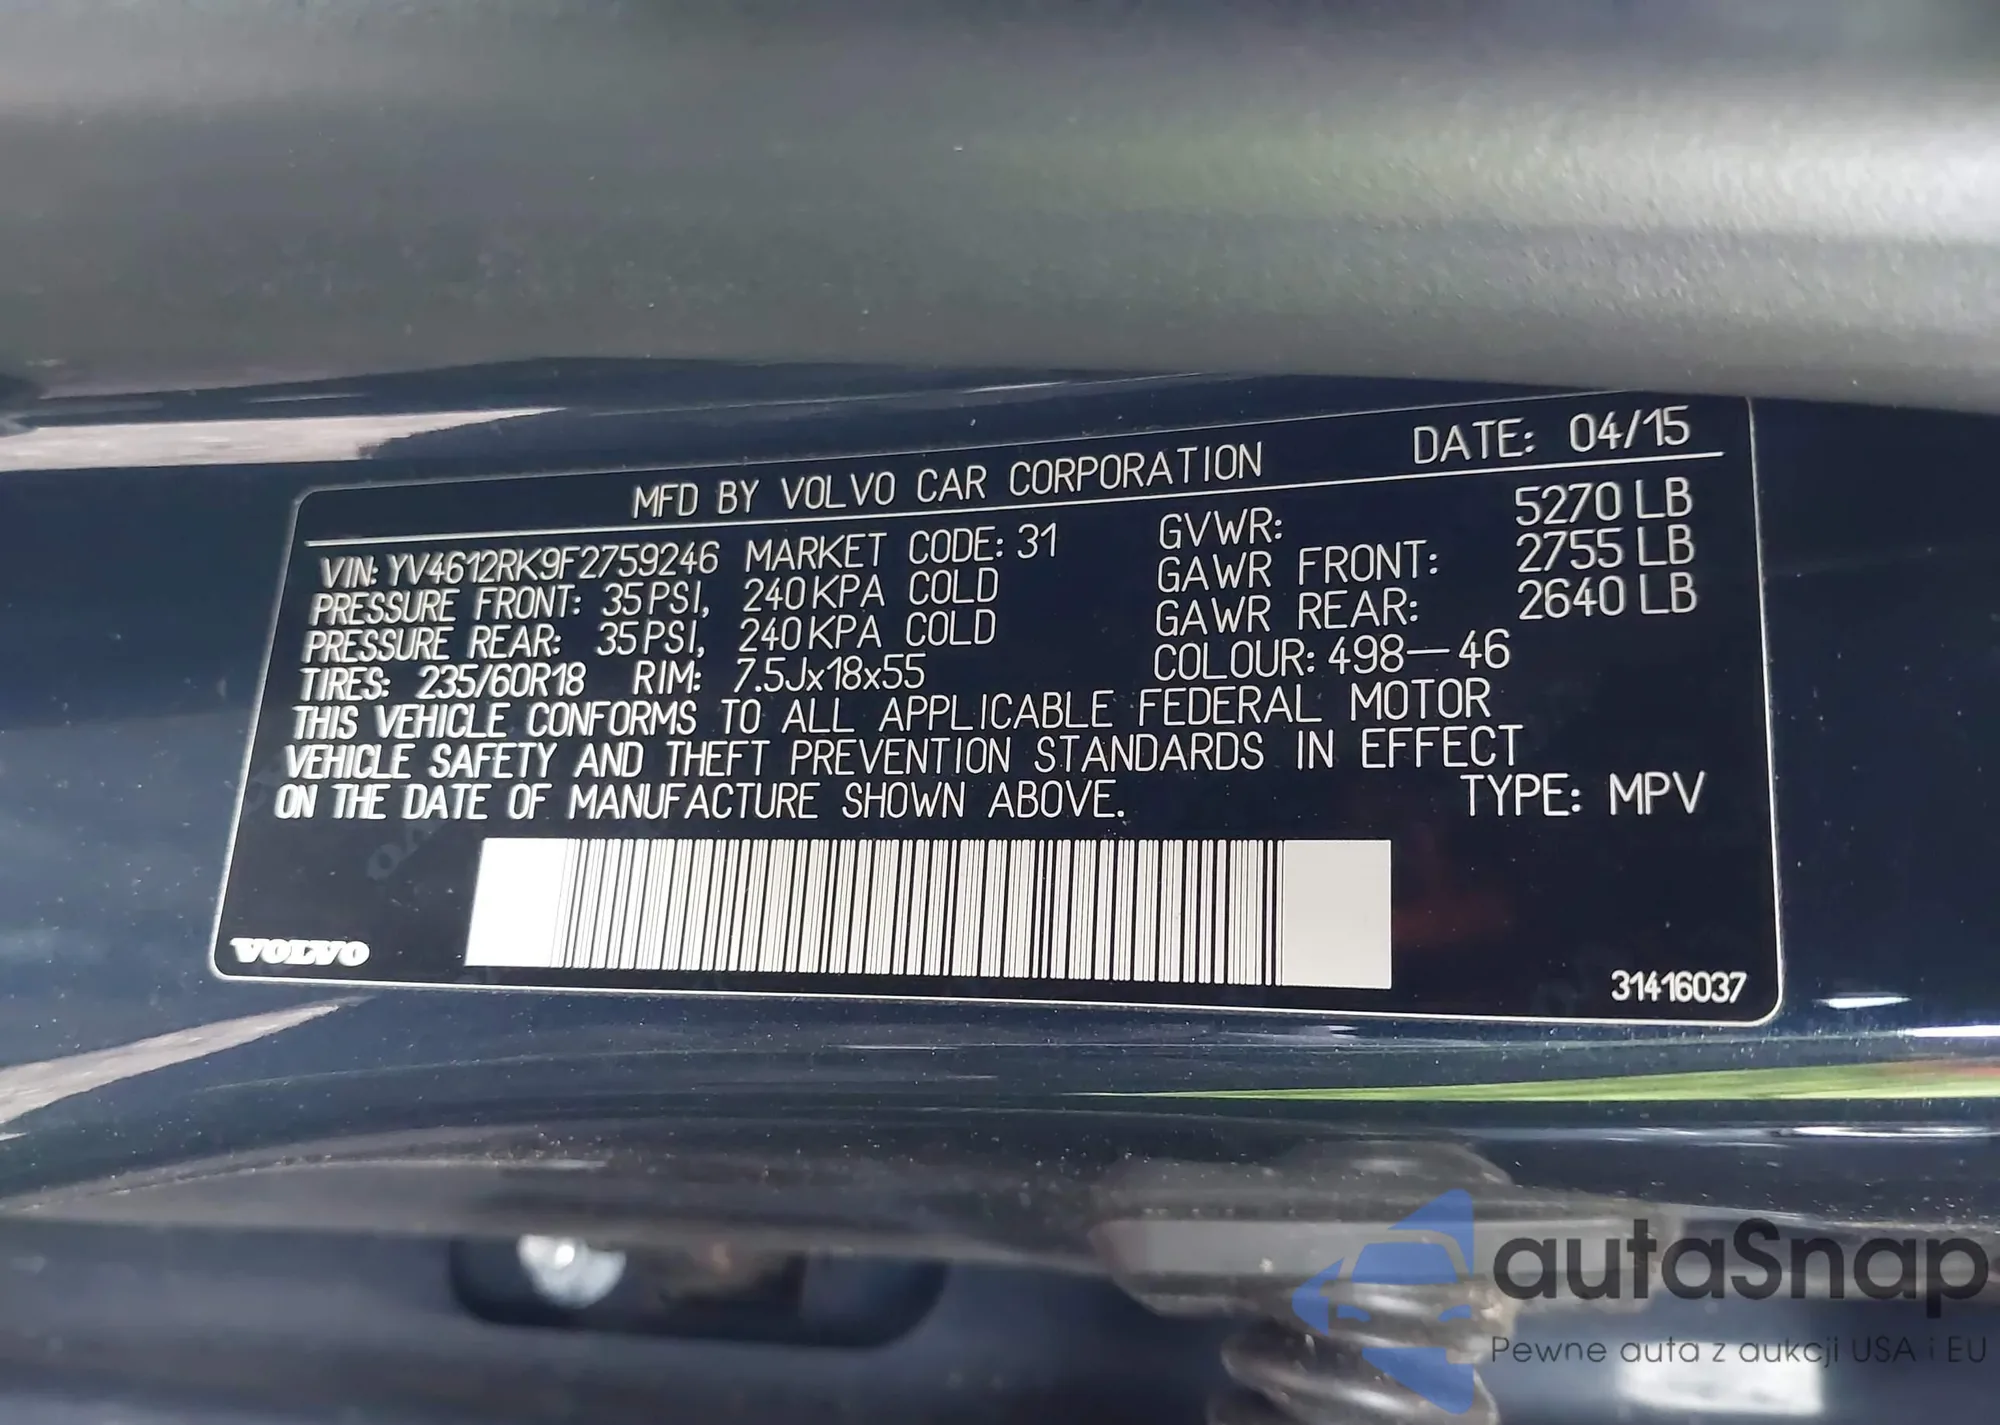 MFD BY VOLVO CAR CORPORATION DATE: 04/15
VIN: YV4612RK9F2759246 MARKET CODE: 31 GVWR: 5270 LB
PRESSURE FRONT: 35 PSI, 240 KPA COLD GAWR FRONT: 2755 LB
PRESSURE REAR: 35 PSI, 240 KPA COLD GAWR REAR: 2640 LB
TIRES: 235/60R18 RIM: 7.5Jx18x55 COLOUR: 498-46
THIS VEHICLE CONFORMS TO ALL APPLICABLE FEDERAL MOTOR
VEHICLE SAFETY AND THEFT PREVENTION STANDARDS IN EFFECT
ON THE DATE OF MANUFACTURE SHOWN ABOVE. TYPE: MPV
VOLVO
31416037
autaSnap
Pewne auta z aukcji USA i EU